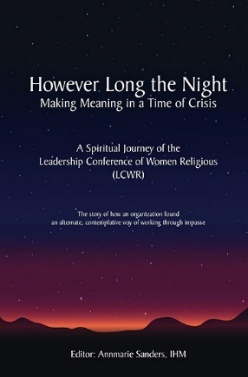 However Long the Night
Making Meaning in a Time of Crisis
A Spiritual Journey of the
Leadership Conference of Women Religious
(LCWR)
The story of how an organization found
an alternate, contemplative way of working through impasse
Editor: Annmarie Sanders, IHM